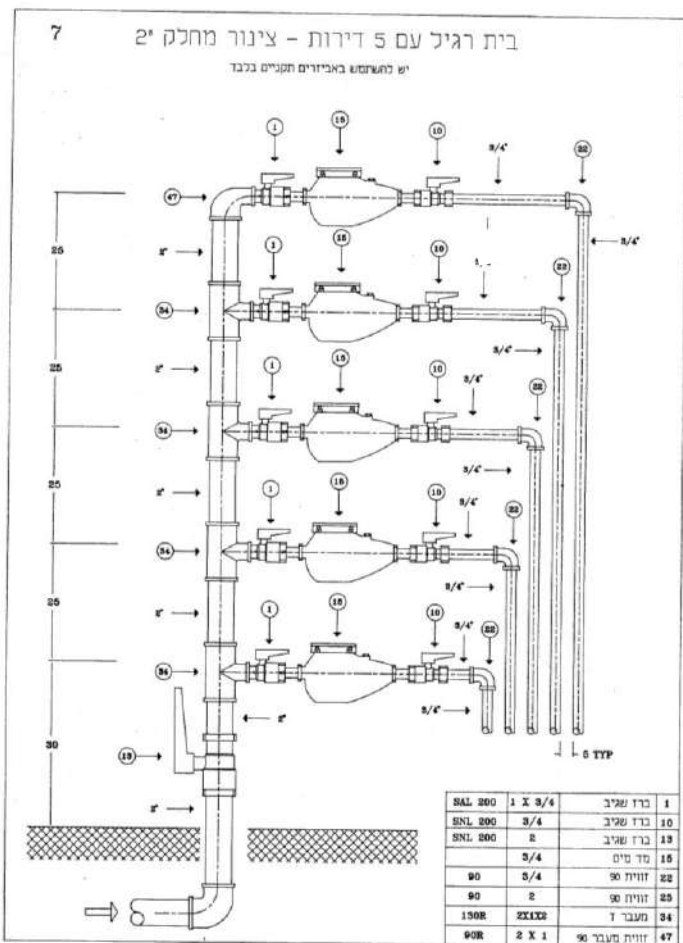 7
בית רגיל עם 5 דירות - צינור מחלק 2"
יש להשתמש באביזרים תקניים בלבד
1 15 10 3/4" 22
47
2" 3/4"
25
1 15 10 22
34
3/4"
25 2"
1 15 10 3/4" 22
34
3/4"
25 2"
1 15 10 3/4" 22
34
3/4"
25 2"
1 15 10 3/4" 22
34
2" 3/4"
30
13
5 TYP
2"
SAL 200 1 X 3/4 ברז שגיב 1
SNL 200 3/4 ברז שגיב 10
SNL 200 2 ברז שגיב 13
3/4 מד מים 15
90 3/4 זווית 90 22
90 2 זווית 90 25
130R 2X1X2 מעבר T 34
90R 2 X 1 זווית מעבר 90 47